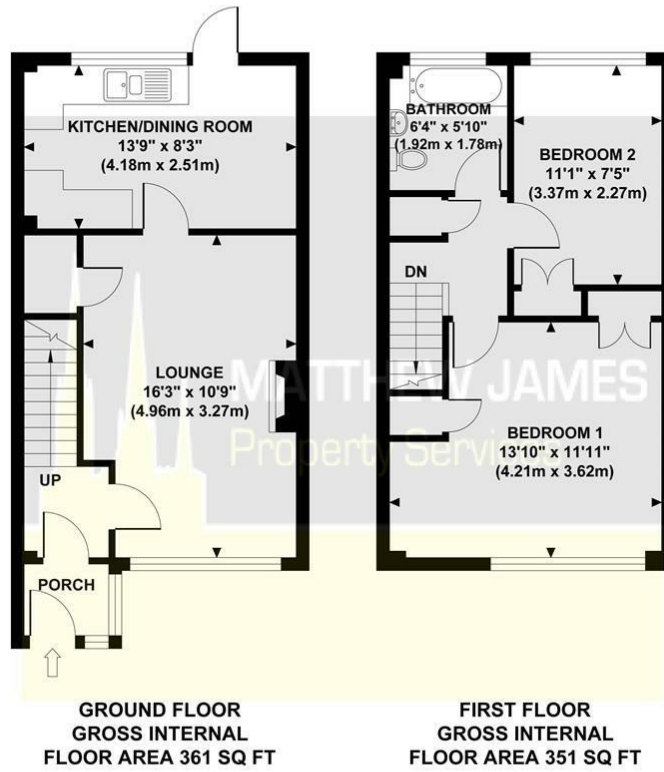 KITCHEN/DINING ROOM
13'9" x 8'3"
(4.18m x 2.51m)
LOUNGE
16'3" x 10'9"
(4.96m x 3.27m)
UP
PORCH
GROUND FLOOR
GROSS INTERNAL
FLOOR AREA 361 SQ FT
BATHROOM
6'4" x 5'10"
(1.92m x 1.78m)
BEDROOM 2
11'1" x 7'5"
(3.37m x 2.27m)
DN
BEDROOM 1
13'10" x 11'11"
(4.21m x 3.62m)
FIRST FLOOR
GROSS INTERNAL
FLOOR AREA 351 SQ FT
MATTHEW JAMES
Property Services